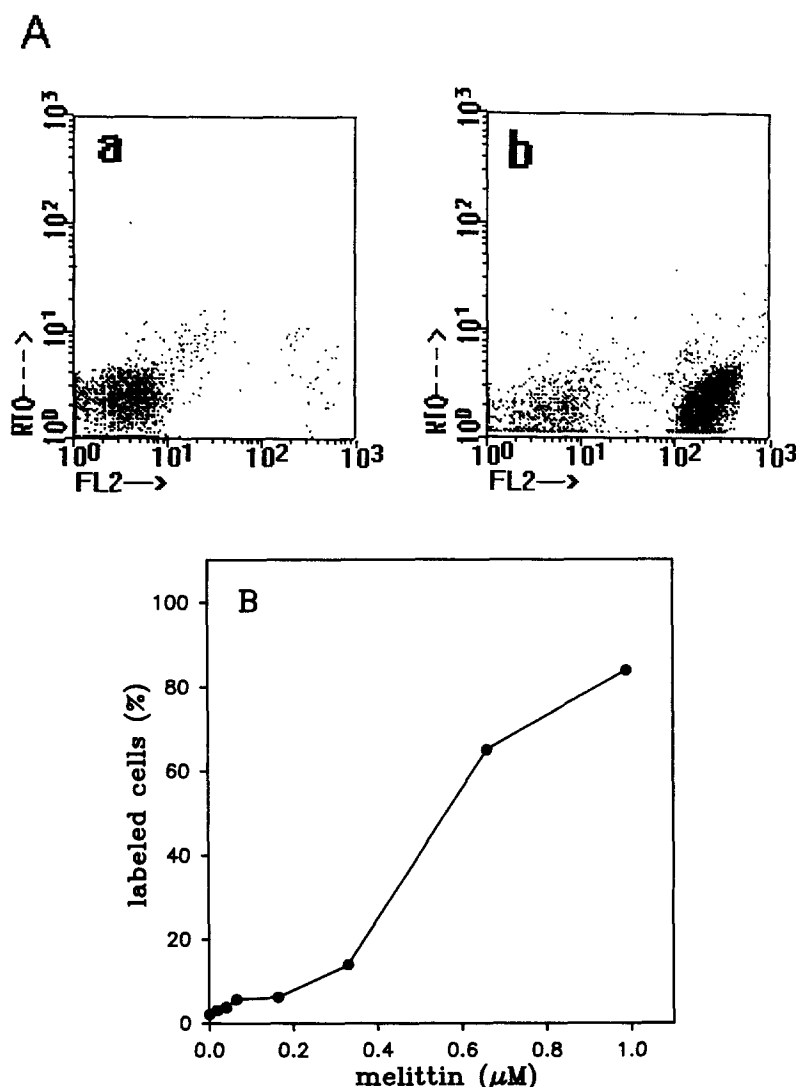 A
a
10³
10²
10¹
10⁰
RTO---->
10⁰ 10¹ 10² 10³
FL2—>
b
10³
10²
10¹
10⁰
RTO---->
10⁰ 10¹ 10² 10³
FL2—>
B
100
80
60
40
20
0
labeled cells (%)
0.0 0.2 0.4 0.6 0.8 1.0
melittin (μM)